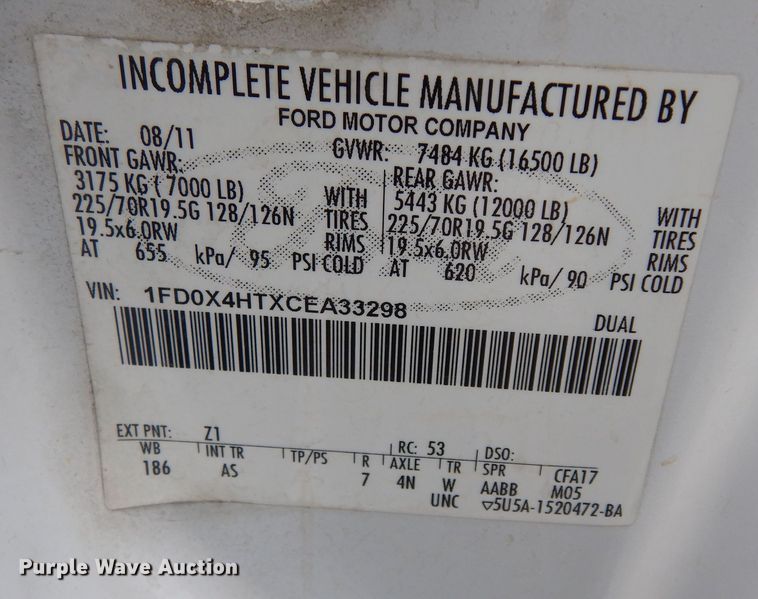 INCOMPLETE VEHICLE MANUFACTURED BY
FORD MOTOR COMPANY
DATE: 08/11 GVWR: 7484 KG (16500 LB)
FRONT GAWR: REAR GAWR:
3175 KG ( 7000 LB) WITH 5443 KG (12000 LB) WITH
225/70R19.5G 128/126N TIRES 225/70R19.5G 128/126N TIRES
19.5x6.0RW RIMS 19.5x6.0RW RIMS
AT 655 kPa/ 95 PSI COLD AT 620 kPa/ 90 PSI COLD
VIN: 1FD0X4HTXCEA33298
DUAL
EXT PNT: Z1 RC: 53 DSO:
WB INT TR TP/PS R AXLE TR SPR CFA17
186 AS 7 4N W AABB M05
UNC ▽5U5A-1520472-BA
Purple Wave Auction